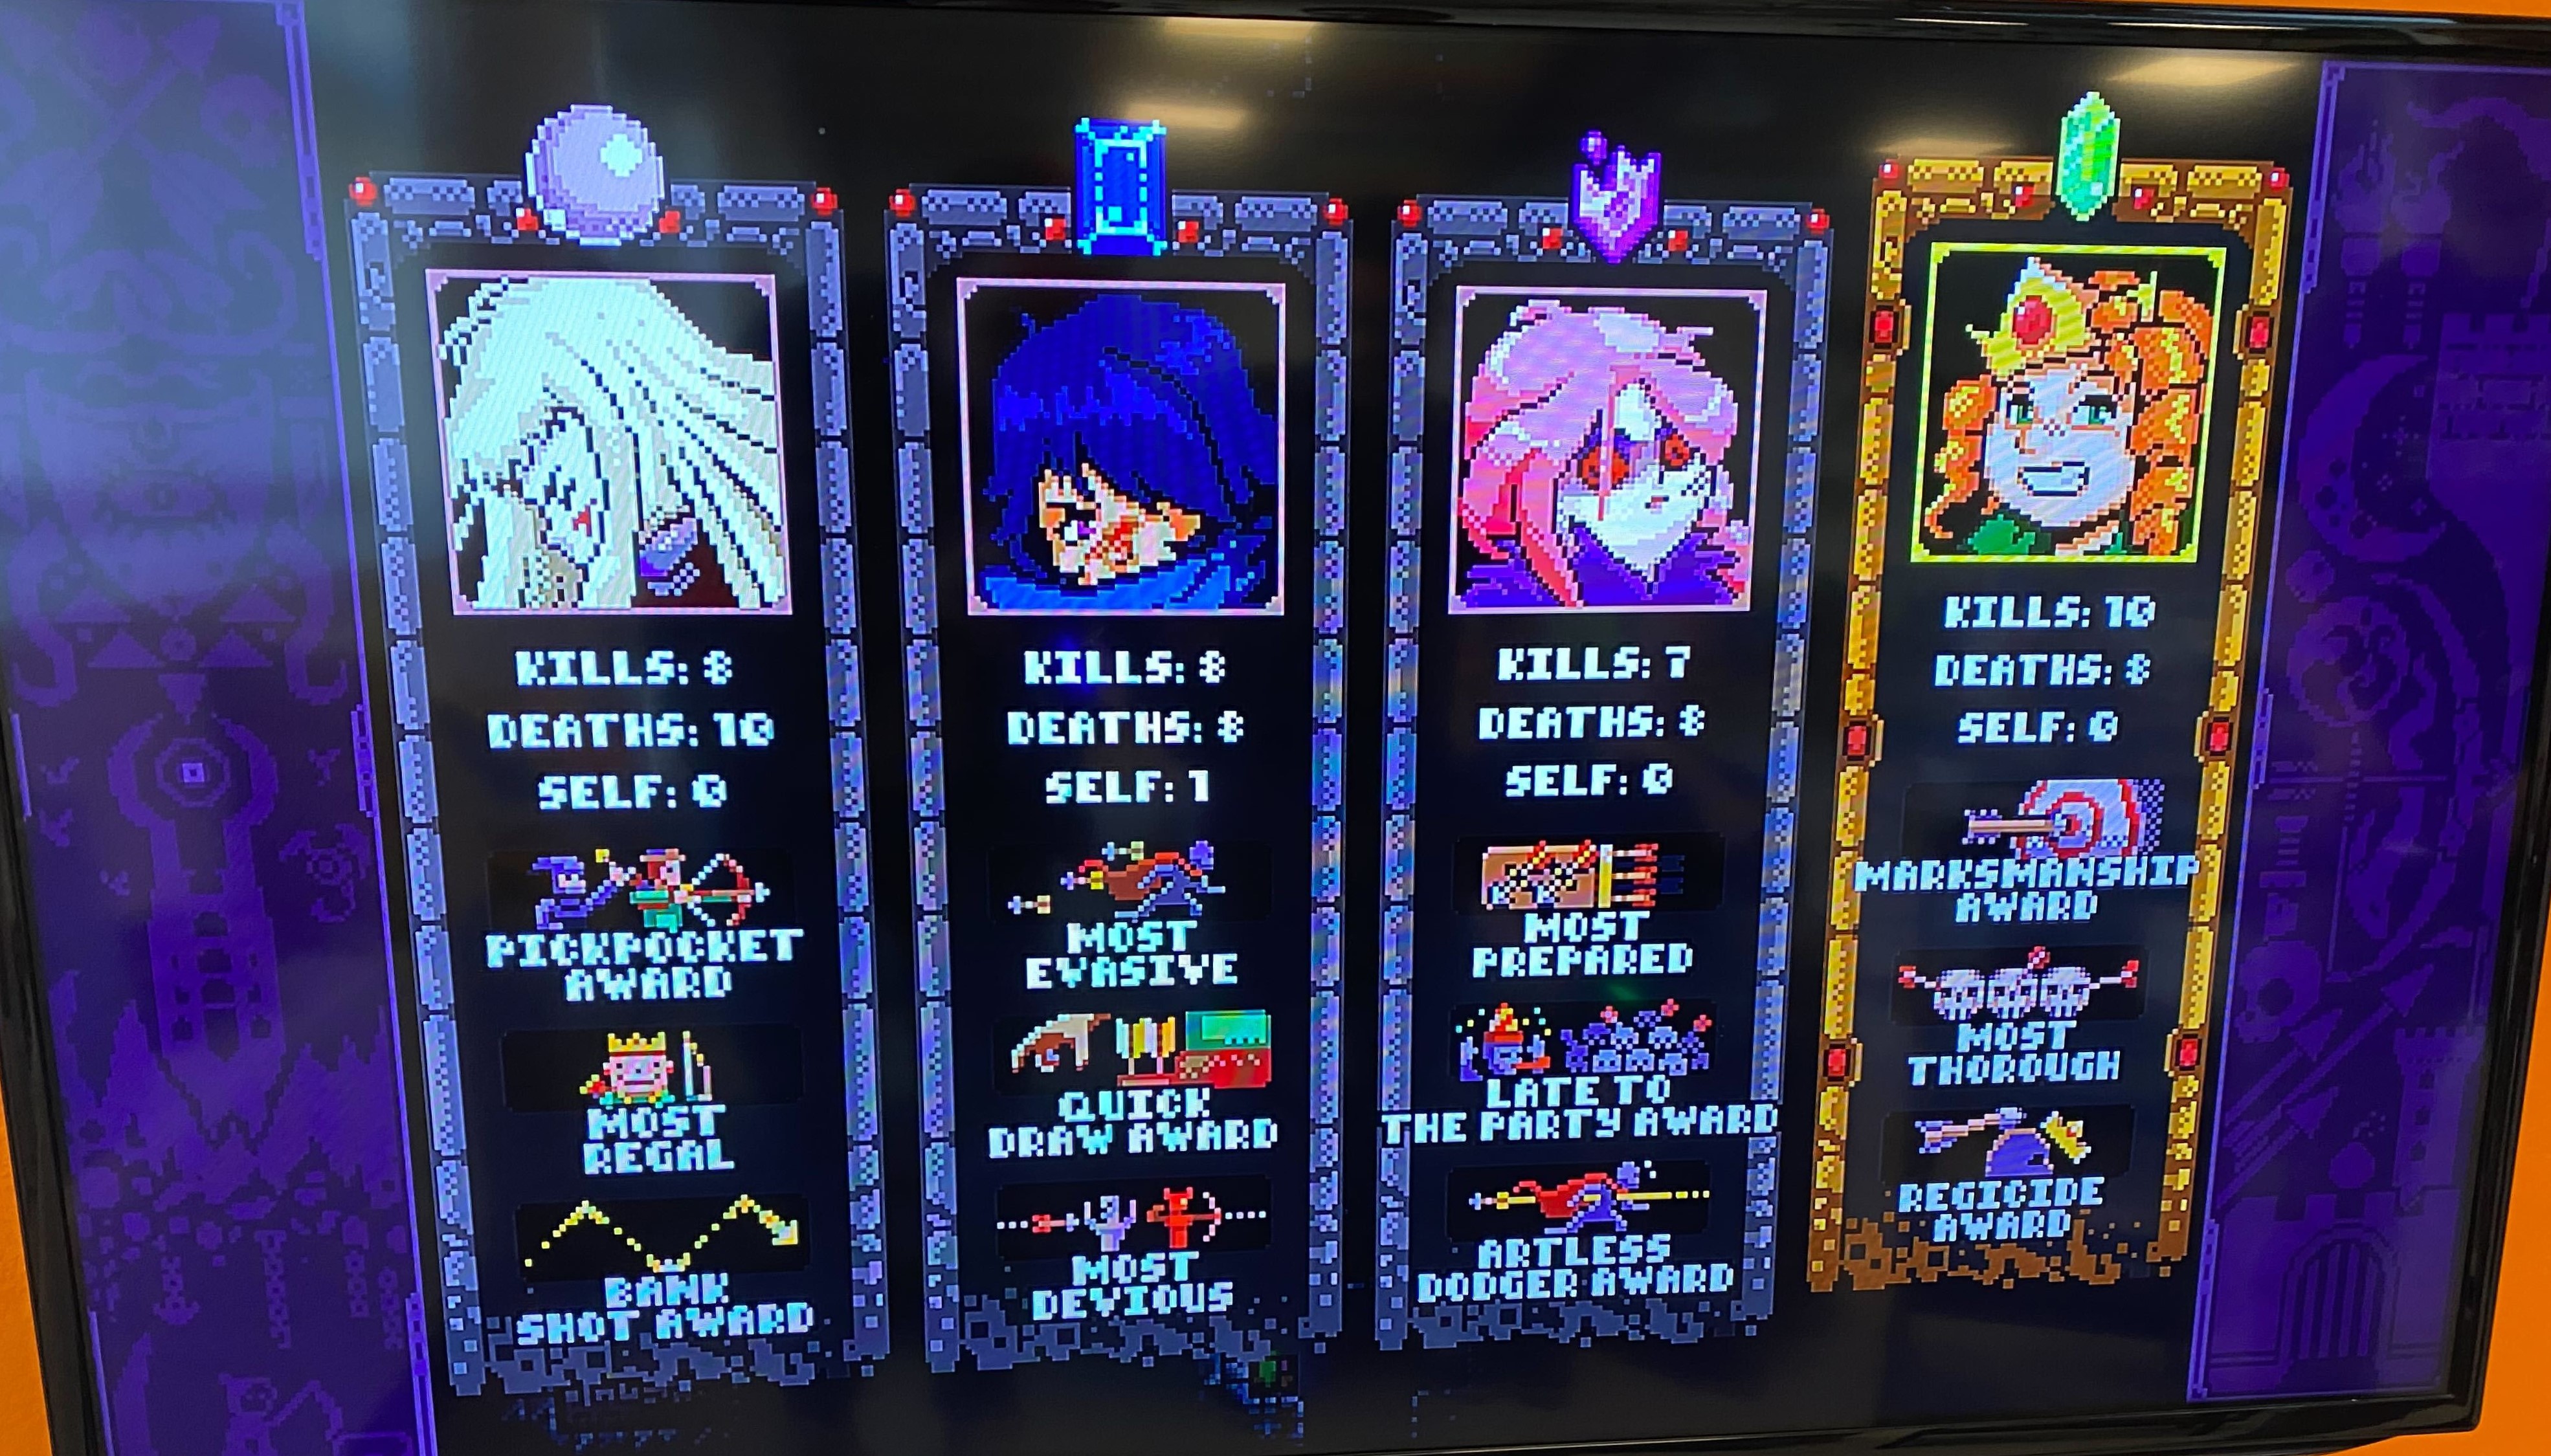 KILLS: 8
DEATHS: 10
SELF: 0
PICKPOCKET
AWARD
MOST
REGAL
BANK
SHOT AWARD
KILLS: 8
DEATHS: 8
SELF: 1
MOST
EVASIVE
QUICK
DRAW AWARD
MOST
DEVIOUS
KILLS: 7
DEATHS: 8
SELF: 0
MOST
PREPARED
LATE TO
THE PARTY AWARD
ARTLESS
DODGER AWARD
KILLS: 10
DEATHS: 8
SELF: 0
MARKSMANSHIP
AWARD
MOST
THOROUGH
REGICIDE
AWARD